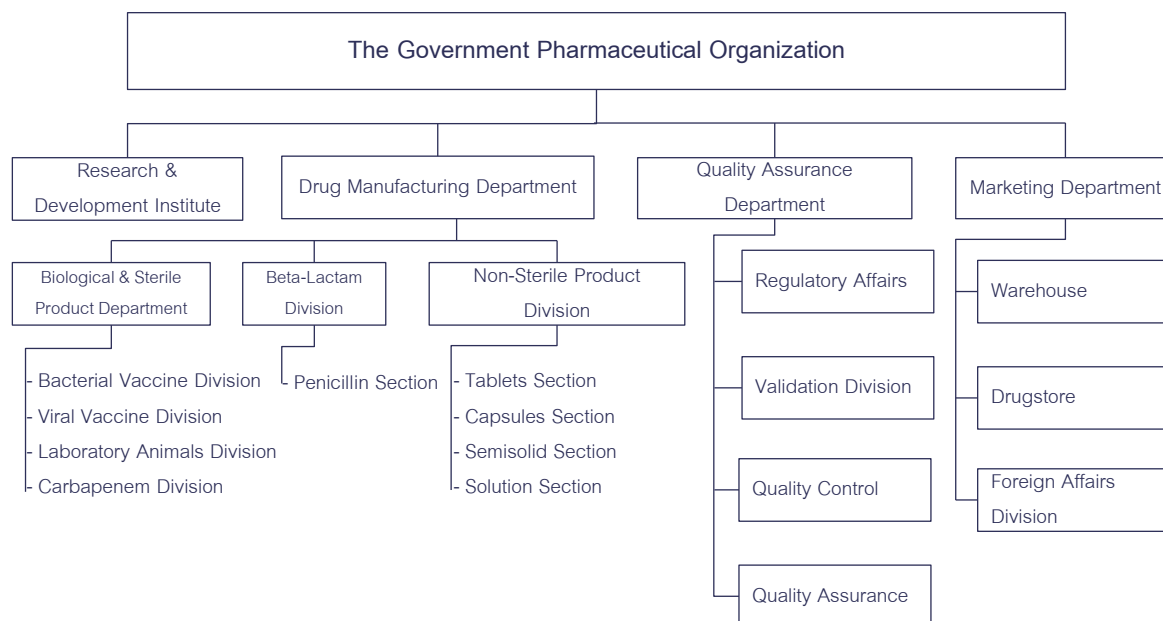 The Government Pharmaceutical Organization
Research &
Development Institute
Drug Manufacturing Department
Quality Assurance
Department
Marketing Department
Biological & Sterile
Product Department
Beta-Lactam
Division
Non-Sterile Product
Division
- Bacterial Vaccine Division
- Viral Vaccine Division
- Laboratory Animals Division
- Carbapenem Division
- Penicillin Section
- Tablets Section
- Capsules Section
- Semisolid Section
- Solution Section
Regulatory Affairs
Validation Division
Quality Control
Quality Assurance
Warehouse
Drugstore
Foreign Affairs
Division